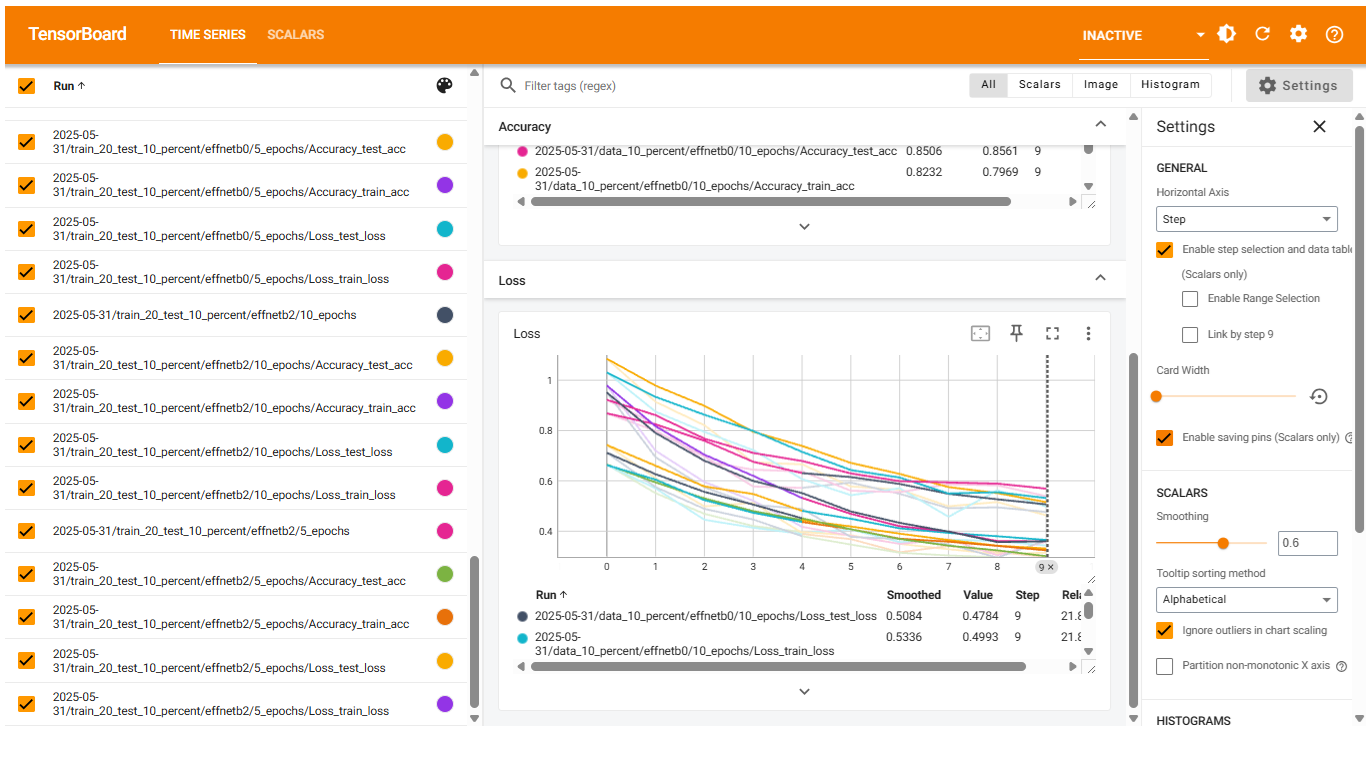 TensorBoard
TIME SERIES
SCALARS
INACTIVE
Run ↑
2025-05-
31/train_20_test_10_percent/effnetb0/5_epochs/Accuracy_test_acc
2025-05-
31/train_20_test_10_percent/effnetb0/5_epochs/Accuracy_train_acc
2025-05-
31/train_20_test_10_percent/effnetb0/5_epochs/Loss_test_loss
2025-05-
31/train_20_test_10_percent/effnetb0/5_epochs/Loss_train_loss
2025-05-31/train_20_test_10_percent/effnetb2/10_epochs
2025-05-
31/train_20_test_10_percent/effnetb2/10_epochs/Accuracy_test_acc
2025-05-
31/train_20_test_10_percent/effnetb2/10_epochs/Accuracy_train_acc
2025-05-
31/train_20_test_10_percent/effnetb2/10_epochs/Loss_test_loss
2025-05-
31/train_20_test_10_percent/effnetb2/10_epochs/Loss_train_loss
2025-05-31/train_20_test_10_percent/effnetb2/5_epochs
2025-05-
31/train_20_test_10_percent/effnetb2/5_epochs/Accuracy_test_acc
2025-05-
31/train_20_test_10_percent/effnetb2/5_epochs/Accuracy_train_acc
2025-05-
31/train_20_test_10_percent/effnetb2/5_epochs/Loss_test_loss
2025-05-
31/train_20_test_10_percent/effnetb2/5_epochs/Loss_train_loss
Filter tags (regex)
All Scalars Image Histogram
Settings
Accuracy
2025-05-31/data_10_percent/effnetb0/10_epochs/Accuracy_test_acc 0.8506 0.8561 9
2025-05- 0.8232 0.7969 9
31/data_10_percent/effnetb0/10_epochs/Accuracy_train_acc
Loss
Loss
1
0.8
0.6
0.4
0 1 2 3 4 5 6 7 8 9 ×
Run ↑ Smoothed Value Step Rela
2025-05-31/data_10_percent/effnetb0/10_epochs/Loss_test_loss 0.5084 0.4784 9 21.8
2025-05- 0.5336 0.4993 9 21.8
31/data_10_percent/effnetb0/10_epochs/Loss_train_loss
Settings
GENERAL
Horizontal Axis
Step
Enable step selection and data table
(Scalars only)
Enable Range Selection
Link by step 9
Card Width
Enable saving pins (Scalars only)
SCALARS
Smoothing
0.6
Tooltip sorting method
Alphabetical
Ignore outliers in chart scaling
Partition non-monotonic X axis
HISTOGRAMS